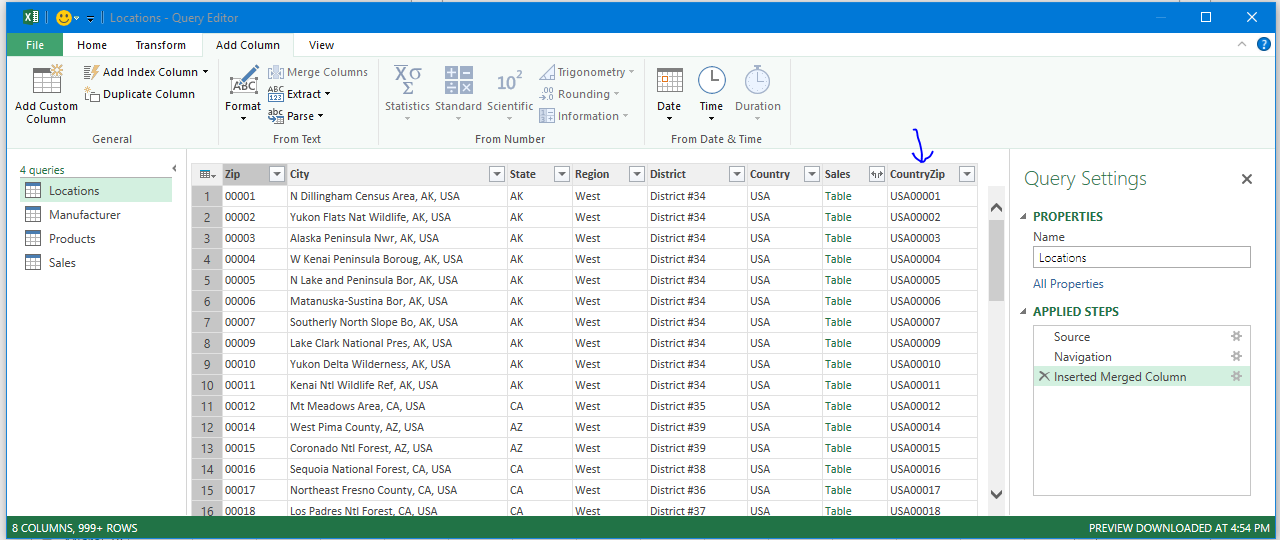 Locations - Query Editor
File Home Transform Add Column View
Add Custom Column
Add Index Column
Duplicate Column
General
Format
Merge Columns
Extract
Parse
From Text
Statistics
Standard
10² Scientific
Trigonometry
Rounding
Information
From Number
Date
Time
Duration
From Date & Time
4 queries
Locations
Manufacturer
Products
Sales
Zip City State Region District Country Sales CountryZip
1 00001 N Dillingham Census Area, AK, USA AK West District #34 USA Table USA00001
2 00002 Yukon Flats Nat Wildlife, AK, USA AK West District #34 USA Table USA00002
3 00003 Alaska Peninsula Nwr, AK, USA AK West District #34 USA Table USA00003
4 00004 W Kenai Peninsula Boroug, AK, USA AK West District #34 USA Table USA00004
5 00005 N Lake and Peninsula Bor, AK, USA AK West District #34 USA Table USA00005
6 00006 Matanuska-Sustina Bor, AK, USA AK West District #34 USA Table USA00006
7 00007 Southerly North Slope Bo, AK, USA AK West District #34 USA Table USA00007
8 00009 Lake Clark National Pres, AK, USA AK West District #34 USA Table USA00009
9 00010 Yukon Delta Wilderness, AK, USA AK West District #34 USA Table USA00010
10 00011 Kenai Ntl Wildlife Ref, AK, USA AK West District #34 USA Table USA00011
11 00012 Mt Meadows Area, CA, USA CA West District #35 USA Table USA00012
12 00014 West Pima County, AZ, USA AZ West District #39 USA Table USA00014
13 00015 Coronado Ntl Forest, AZ, USA AZ West District #39 USA Table USA00015
14 00016 Sequoia National Forest, CA, USA CA West District #38 USA Table USA00016
15 00017 Northeast Fresno County, CA, USA CA West District #36 USA Table USA00017
16 00018 Los Padres Ntl Forest, CA, USA CA West District #37 USA Table USA00018
Query Settings
PROPERTIES
Name
Locations
All Properties
APPLIED STEPS
Source
Navigation
Inserted Merged Column
8 COLUMNS, 999+ ROWS
PREVIEW DOWNLOADED AT 4:54 PM